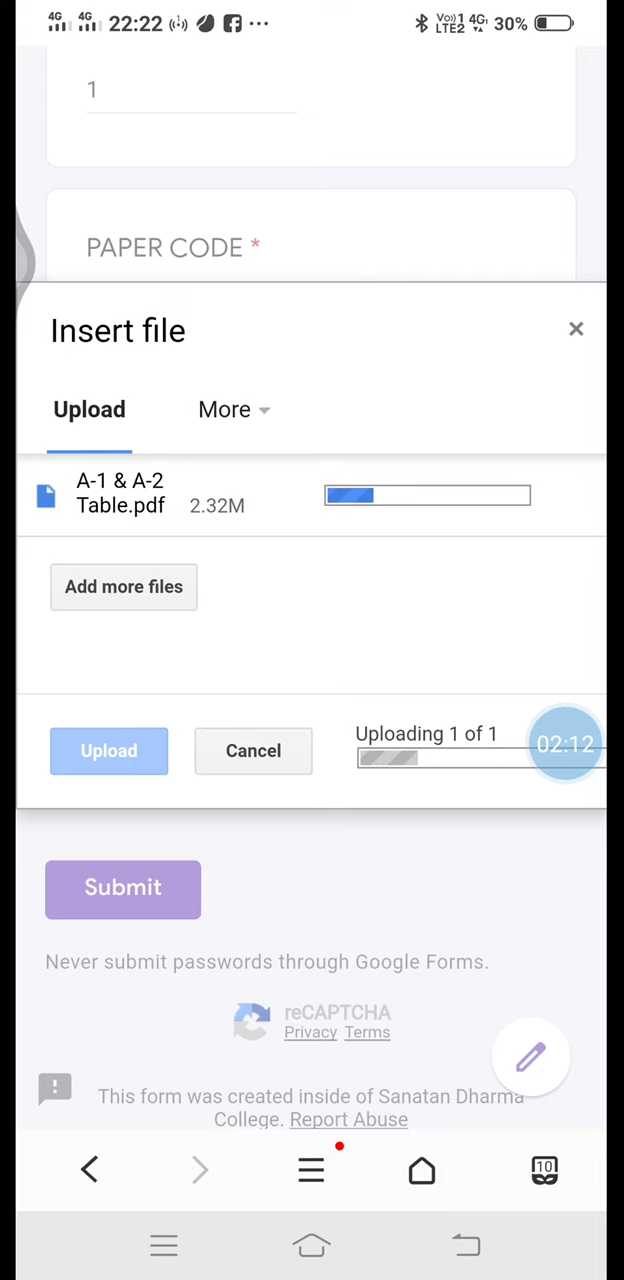 4G 4G 22:22 ... Vo)) 1 4G 30%
LTE2
1
PAPER CODE *
Insert file ×
Upload More
A-1 & A-2
Table.pdf 2.32M
Add more files
Uploading 1 of 1
Upload Cancel 02:12
Submit
Never submit passwords through Google Forms.
reCAPTCHA
Privacy Terms
This form was created inside of Sanatan Dharma
College. Report Abuse
10